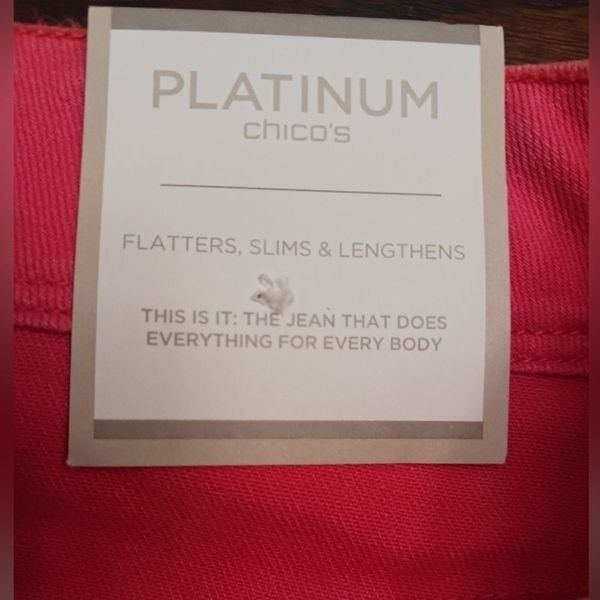 PLATINUM
chico's
FLATTERS, SLIMS & LENGTHENS
THIS IS IT: THE JEAN THAT DOES
EVERYTHING FOR EVERY BODY